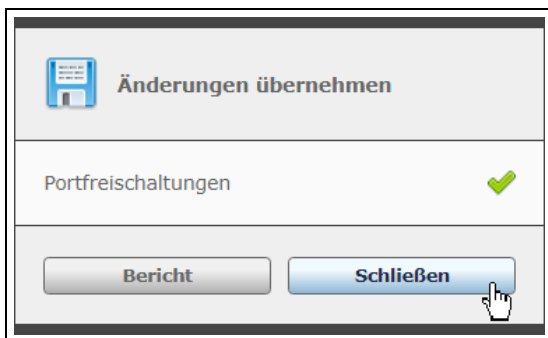 Änderungen übernehmen
Portfreischaltungen
Bericht
Schließen